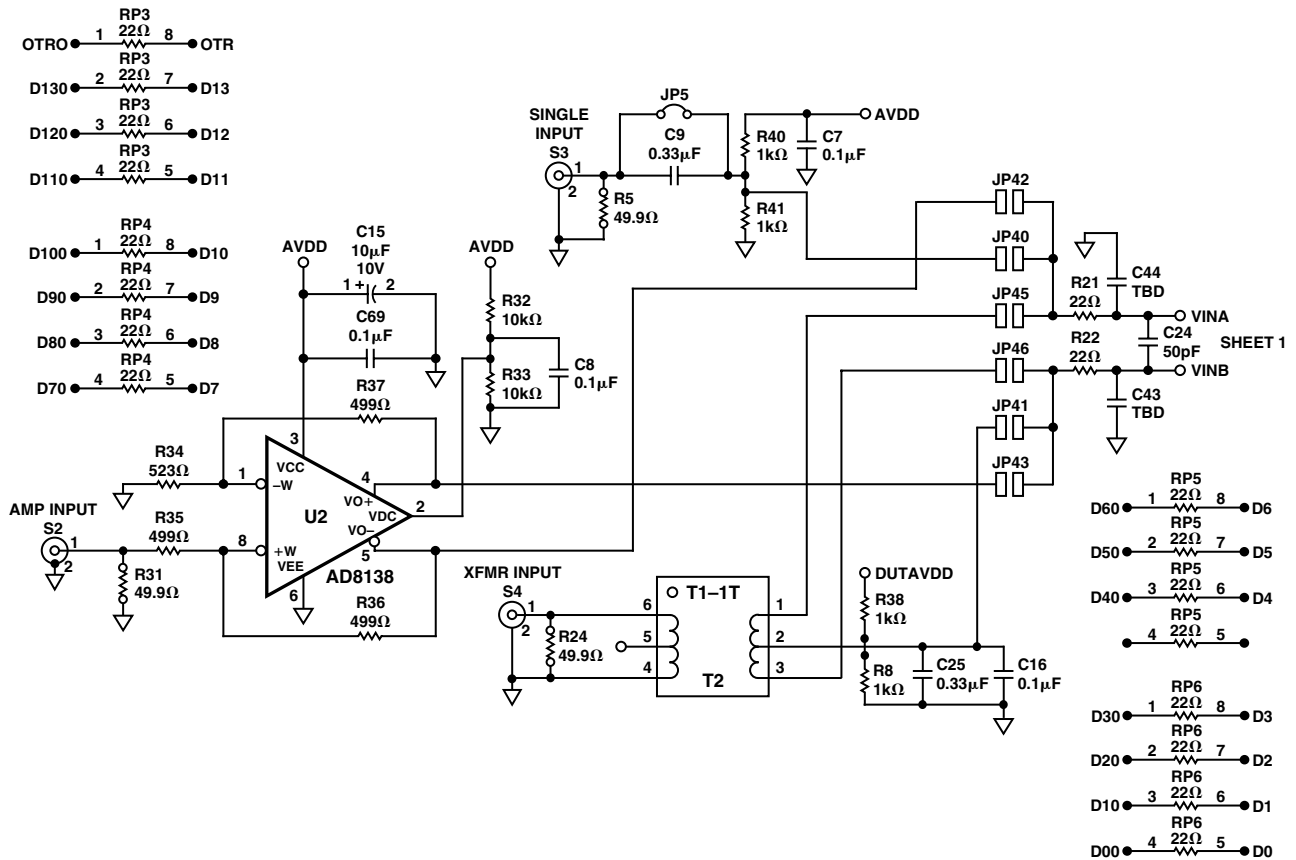 RP3
22Ω
OTRO 1 8 OTR
RP3
22Ω
D130 2 7 D13
RP3
22Ω
D120 3 6 D12
RP3
22Ω
D110 4 5 D11
RP4
22Ω
D100 1 8 D10
RP4
22Ω
D90 2 7 D9
RP4
22Ω
D80 3 6 D8
RP4
22Ω
D70 4 5 D7
SINGLE
INPUT
S3
1
2
R5
49.9Ω
JP5
C9
0.33µF
R40
1kΩ
C7
0.1µF
AVDD
R41
1kΩ
AVDD
C15
10µF
10V
1 + 2
C69
0.1µF
R37
499Ω
AVDD
R32
10kΩ
R33
10kΩ
C8
0.1µF
R34
523Ω
AMP INPUT
S2
1
2
R35
499Ω
R31
49.9Ω
3
VCC
1
–W
4
VO+
U2
VDC
2
VO–
8
+W
5
VEE
6
AD8138
R36
499Ω
JP42
JP40
JP45
JP46
JP41
JP43
R21
22Ω
C44
TBD
VINA
C24
50pF
SHEET 1
R22
22Ω
VINB
C43
TBD
XFMR INPUT
S4
1
2
R24
49.9Ω
T1–1T
6
5
4
1
2
3
T2
DUTAVDD
R38
1kΩ
R8
1kΩ
C25
0.33µF
C16
0.1µF
RP5
22Ω
D60 1 8 D6
RP5
22Ω
D50 2 7 D5
RP5
22Ω
D40 3 6 D4
RP5
22Ω
4 5
RP6
22Ω
D30 1 8 D3
RP6
22Ω
D20 2 7 D2
RP6
22Ω
D10 3 6 D1
RP6
22Ω
D00 4 5 D0